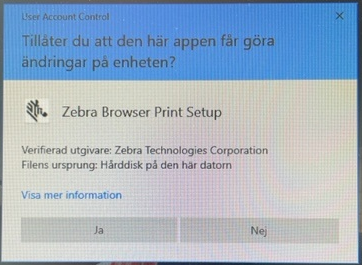 User Account Control
Tillåter du att den här appen får göra
ändringar på enheten?
Zebra Browser Print Setup
Verifierad utgivare: Zebra Technologies Corporation
Filens ursprung: Hårddisk på den här datorn
Visa mer information
Ja
Nej